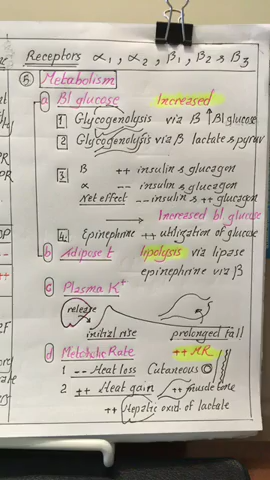 Receptors α1, α2, β1, β2 & β3
⑤ Metabolism
a Bl glucose Increased
1 Glycogenolysis via β ↑ Bl glucose
2 Glycogenolysis via β lactate & pyruv
3 β ++ insulin & glucagon
α -- insulin & glucagon
Net effect -- insulin & ++ glucagon
→ Increased bl glucose
4 Epinephrine ++ utiligation of glucose
b Adipose t lipolysis via lipase
epinephrine via β
c Plasma K+
release
initial rise prolonged fall
d Metabolic Rate ++ MR
1 -- Heat loss Cutaneous
2 ++ Heat gain ++ muscle tone
++ Hepatic oxid of lactate